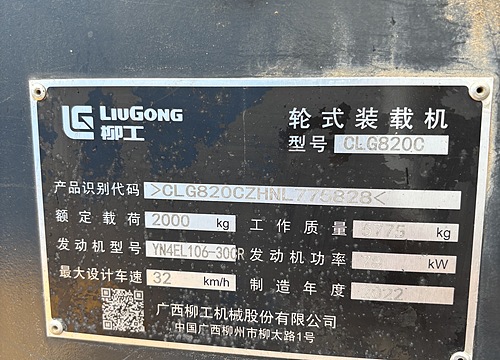 LIUGONG
柳工
轮式装载机
型号 CLG820C
产品识别代码 >CLG820CZHNL775828<
额定载荷 2000 kg 工作质量 kg
发动机型号 YN4EL106-30CR 发动机功率 kW
最大设计车速 32 km/h 制造年度
广西柳工机械股份有限公司
中国广西柳州市柳太路1号